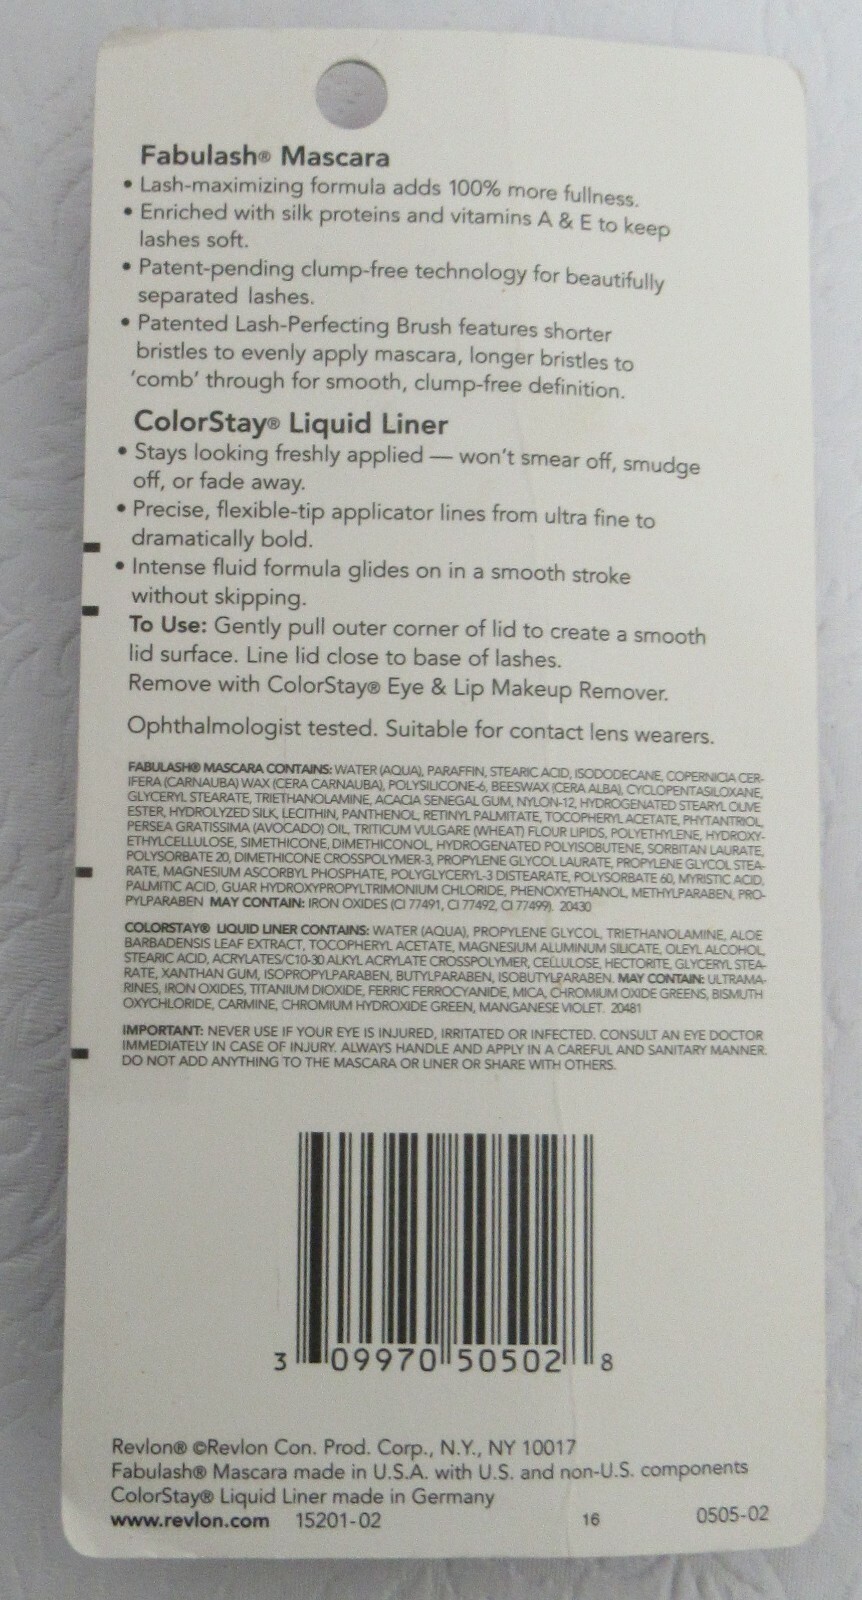 Fabulash® Mascara
• Lash-maximizing formula adds 100% more fullness.
• Enriched with silk proteins and vitamins A & E to keep
lashes soft.
• Patent-pending clump-free technology for beautifully
separated lashes.
• Patented Lash-Perfecting Brush features shorter
bristles to evenly apply mascara, longer bristles to
'comb' through for smooth, clump-free definition.
ColorStay® Liquid Liner
• Stays looking freshly applied — won't smear off, smudge
off, or fade away.
• Precise, flexible-tip applicator lines from ultra fine to
dramatically bold.
• Intense fluid formula glides on in a smooth stroke
without skipping.
To Use: Gently pull outer corner of lid to create a smooth
lid surface. Line lid close to base of lashes.
Remove with ColorStay® Eye & Lip Makeup Remover.
Ophthalmologist tested. Suitable for contact lens wearers.
FABULASH® MASCARA CONTAINS: WATER (AQUA), PARAFFIN, STEARIC ACID, ISODODECANE, COPERNICIA CER-
IFERA (CARNAUBA) WAX (CERA CARNAUBA), POLYSILICONE-6, BEESWAX (CERA ALBA), CYCLOPENTASILOXANE,
GLYCERYL STEARATE, TRIETHANOLAMINE, ACACIA SENEGAL GUM, NYLON-12, HYDROGENATED STEARYL OLIVE
ESTER, HYDROLYZED SILK, LECITHIN, PANTHENOL, RETINYL PALMITATE, TOCOPHERYL ACETATE, PHYTANTRIOL,
PERSEA GRATISSIMA (AVOCADO) OIL, TRITICUM VULGARE (WHEAT) FLOUR LIPIDS, POLYETHYLENE, HYDROXY-
ETHYLCELLULOSE, SIMETHICONE, DIMETHICONOL, HYDROGENATED POLYISOBUTENE, SORBITAN LAURATE,
POLYSORBATE 20, DIMETHICONE CROSSPOLYMER-3, PROPYLENE GLYCOL LAURATE, PROPYLENE GLYCOL STEA-
RATE, MAGNESIUM ASCORBYL PHOSPHATE, POLYGLYCERYL-3 DISTEARATE, POLYSORBATE 60, MYRISTIC ACID,
PALMITIC ACID, GUAR HYDROXYPROPYLTRIMONIUM CHLORIDE, PHENOXYETHANOL, METHYLPARABEN, PRO-
PYLPARABEN MAY CONTAIN: IRON OXIDES (CI 77491, CI 77492, CI 77499). 20430
COLORSTAY® LIQUID LINER CONTAINS: WATER (AQUA), PROPYLENE GLYCOL, TRIETHANOLAMINE, ALOE
BARBADENSIS LEAF EXTRACT, TOCOPHERYL ACETATE, MAGNESIUM ALUMINUM SILICATE, OLEYL ALCOHOL,
STEARIC ACID, ACRYLATES/C10-30 ALKYL ACRYLATE CROSSPOLYMER, CELLULOSE, HECTORITE, GLYCERYL STEA-
RATE, XANTHAN GUM, ISOPROPYLPARABEN, BUTYLPARABEN, ISOBUTYLPARABEN. MAY CONTAIN: ULTRAMA-
RINES, IRON OXIDES, TITANIUM DIOXIDE, FERRIC FERROCYANIDE, MICA, CHROMIUM OXIDE GREENS, BISMUTH
OXYCHLORIDE, CARMINE, CHROMIUM HYDROXIDE GREEN, MANGANESE VIOLET. 20481
IMPORTANT: NEVER USE IF YOUR EYE IS INJURED, IRRITATED OR INFECTED. CONSULT AN EYE DOCTOR
IMMEDIATELY IN CASE OF INJURY. ALWAYS HANDLE AND APPLY IN A CAREFUL AND SANITARY MANNER.
DO NOT ADD ANYTHING TO THE MASCARA OR LINER OR SHARE WITH OTHERS.
3 09970 50502 8
Revlon® ©Revlon Con. Prod. Corp., N.Y., NY 10017
Fabulash® Mascara made in U.S.A. with U.S. and non-U.S. components
ColorStay® Liquid Liner made in Germany
www.revlon.com 15201-02 16 0505-02